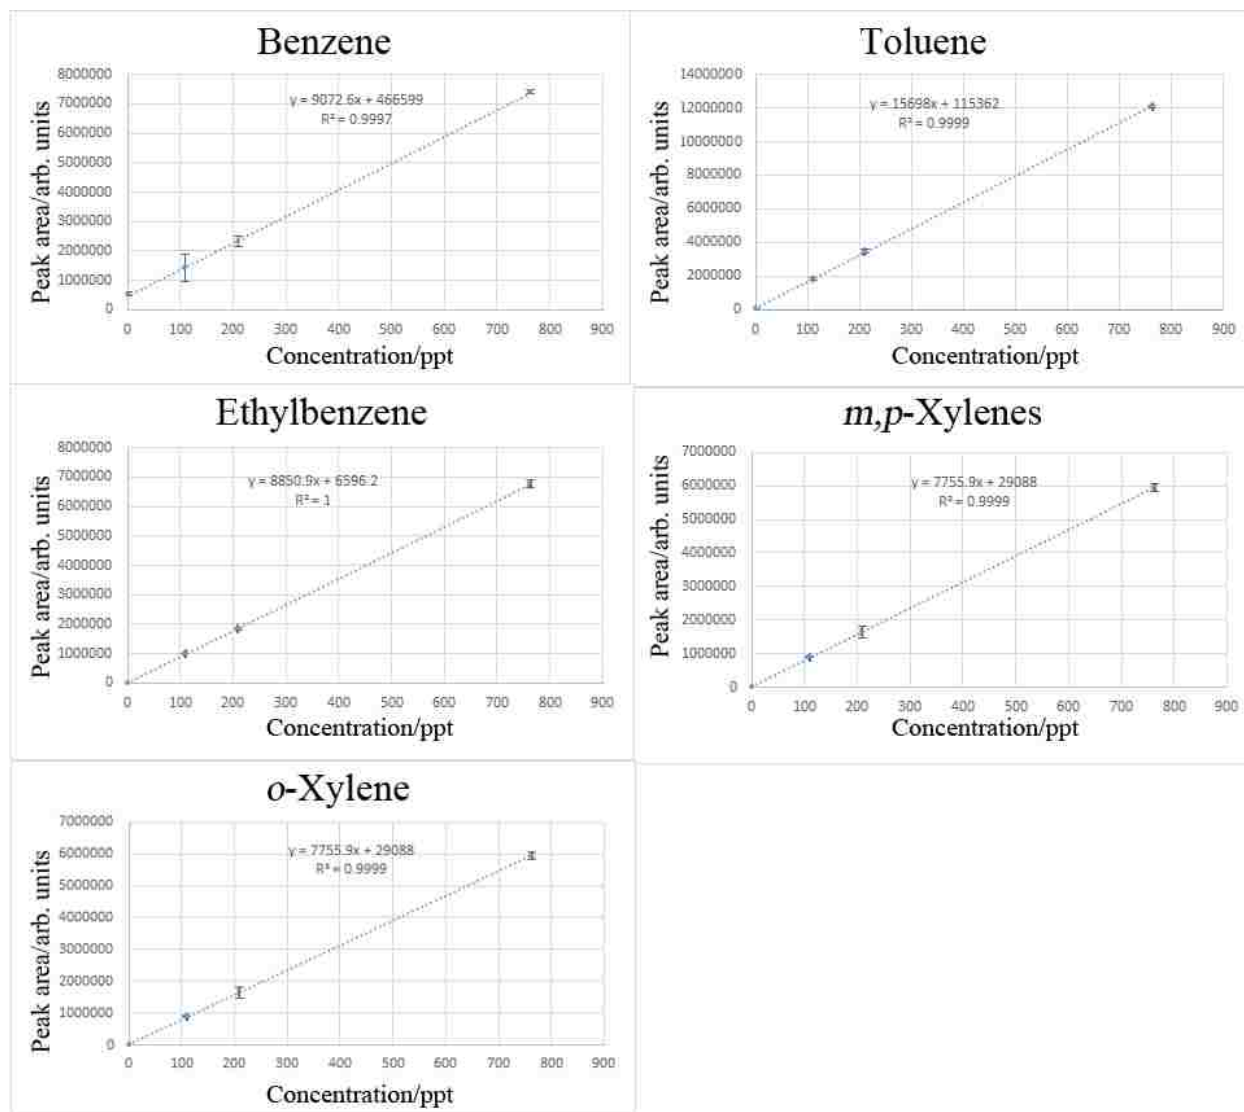 Benzene
8000000
7000000
6000000
5000000
4000000
3000000
2000000
1000000
0
y = 9072.6x + 466599
R² = 0.9997
0 100 200 300 400 500 600 700 800 900
Peak area/arb. units
Concentration/ppt
Toluene
14000000
12000000
10000000
8000000
6000000
4000000
2000000
0
y = 15698x + 115362
R² = 0.9999
0 100 200 300 400 500 600 700 800 900
Peak area/arb. units
Concentration/ppt
Ethylbenzene
8000000
7000000
6000000
5000000
4000000
3000000
2000000
1000000
0
y = 8850.9x + 6596.2
R² = 1
0 100 200 300 400 500 600 700 800 900
Peak area/arb. units
Concentration/ppt
m,p-Xylenes
7000000
6000000
5000000
4000000
3000000
2000000
1000000
0
y = 7755.9x + 29088
R² = 0.9999
0 100 200 300 400 500 600 700 800 900
Peak area/arb. units
Concentration/ppt
o-Xylene
7000000
6000000
5000000
4000000
3000000
2000000
1000000
0
y = 7755.9x + 29088
R² = 0.9999
0 100 200 300 400 500 600 700 800 900
Peak area/arb. units
Concentration/ppt